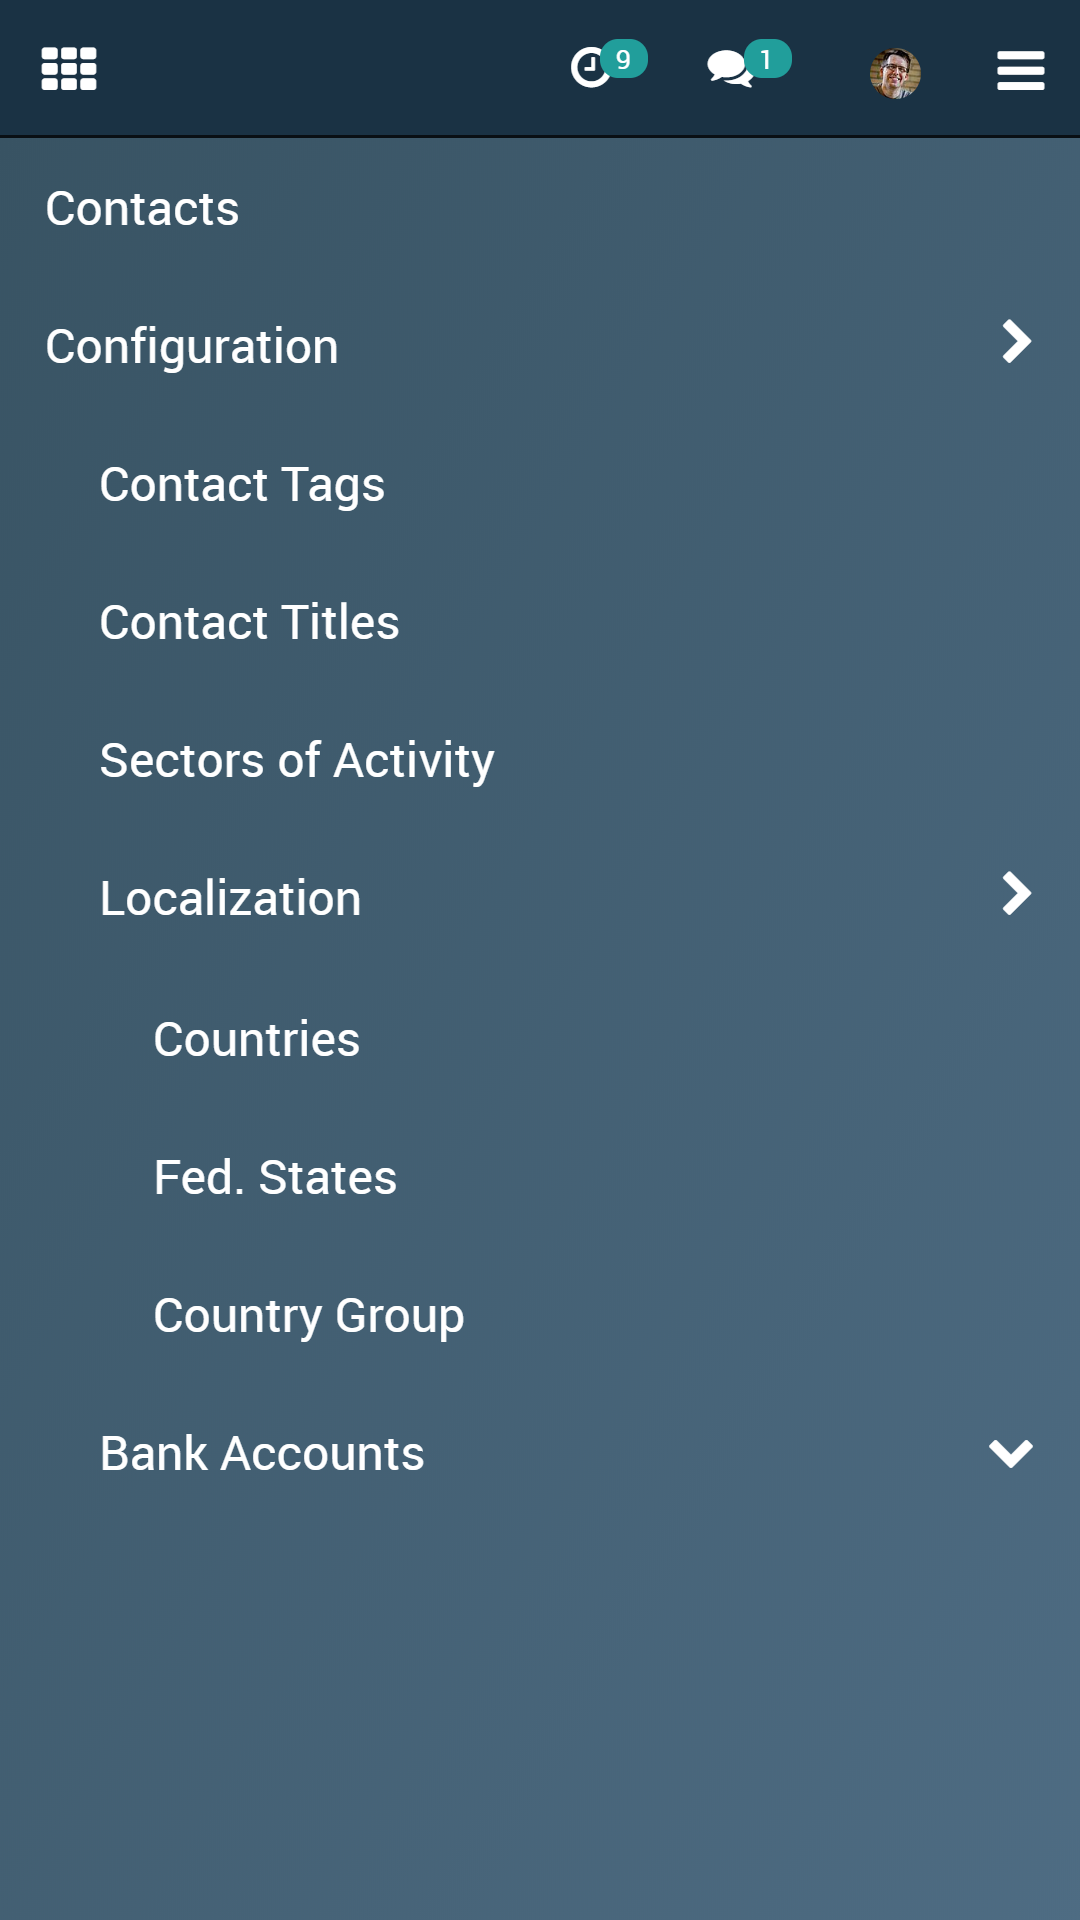 9
1
Contacts
Configuration
Contact Tags
Contact Titles
Sectors of Activity
Localization
Countries
Fed. States
Country Group
Bank Accounts